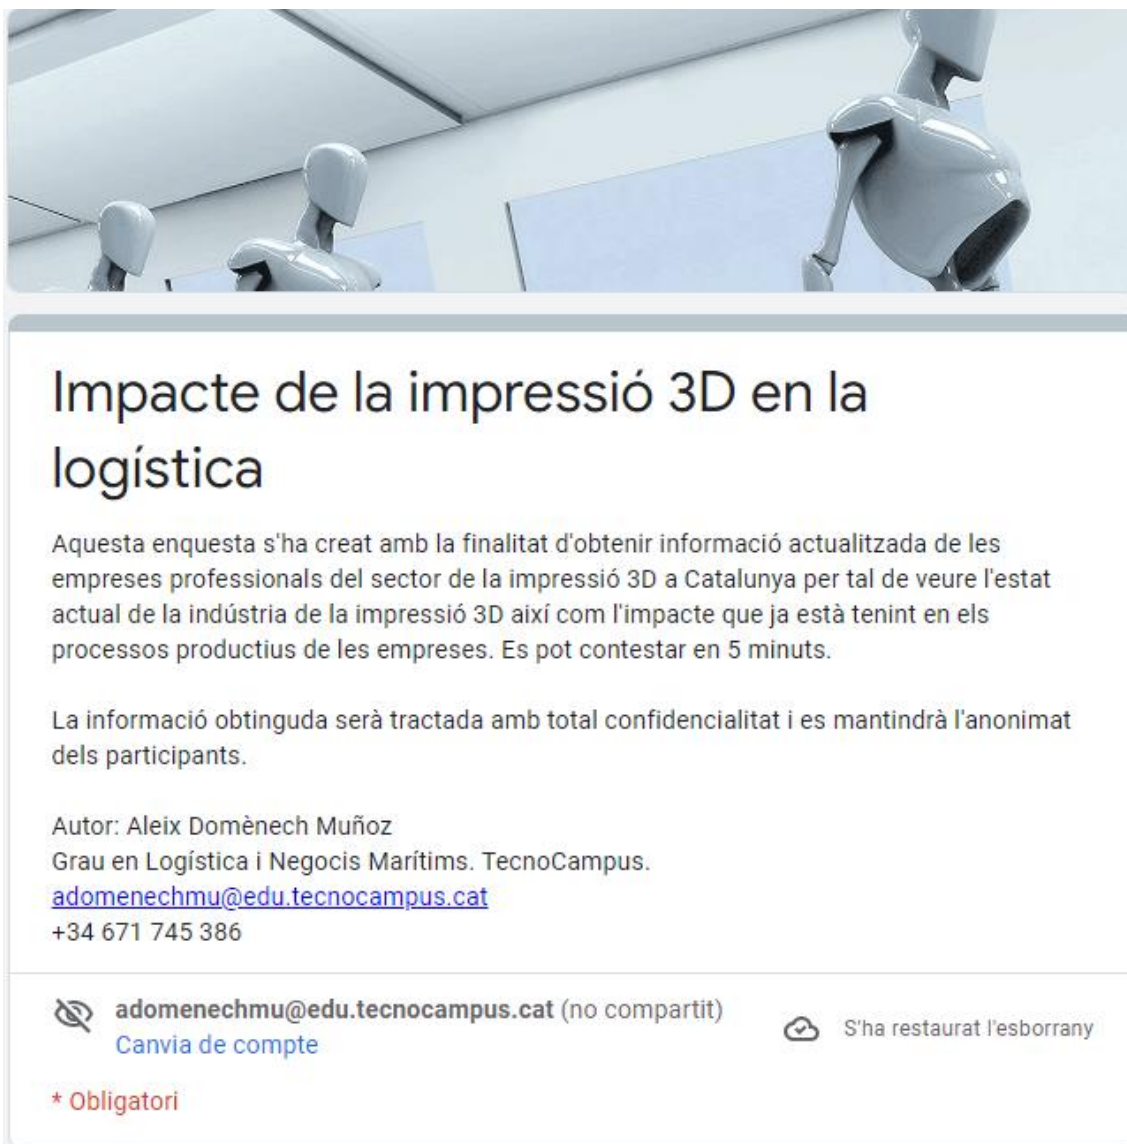 Impacte de la impressió 3D en la
logística
Aquesta enquesta s'ha creat amb la finalitat d'obtenir informació actualitzada de les
empreses professionals del sector de la impressió 3D a Catalunya per tal de veure l'estat
actual de la indústria de la impressió 3D així com l'impacte que ja està tenint en els
processos productius de les empreses. Es pot contestar en 5 minuts.
La informació obtinguda serà tractada amb total confidencialitat i es mantindrà l'anonimat
dels participants.
Autor: Aleix Domènech Muñoz
Grau en Logística i Negocis Marítims. TecnoCampus.
adomenechmu@edu.tecnocampus.cat
+34 671 745 386
adomenechmu@edu.tecnocampus.cat (no compartit)
Canvia de compte
S'ha restaurat l'esborrany
* Obligatori